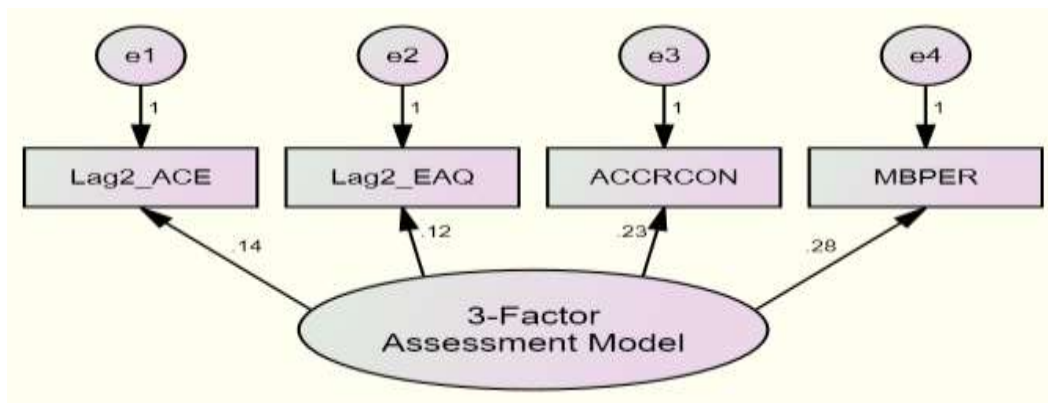 e1 e2 e3 e4
1 1 1 1
Lag2_ACE Lag2_EAQ ACCRCON MBPER
.14 .12 .23 .28
3-Factor
Assessment Model